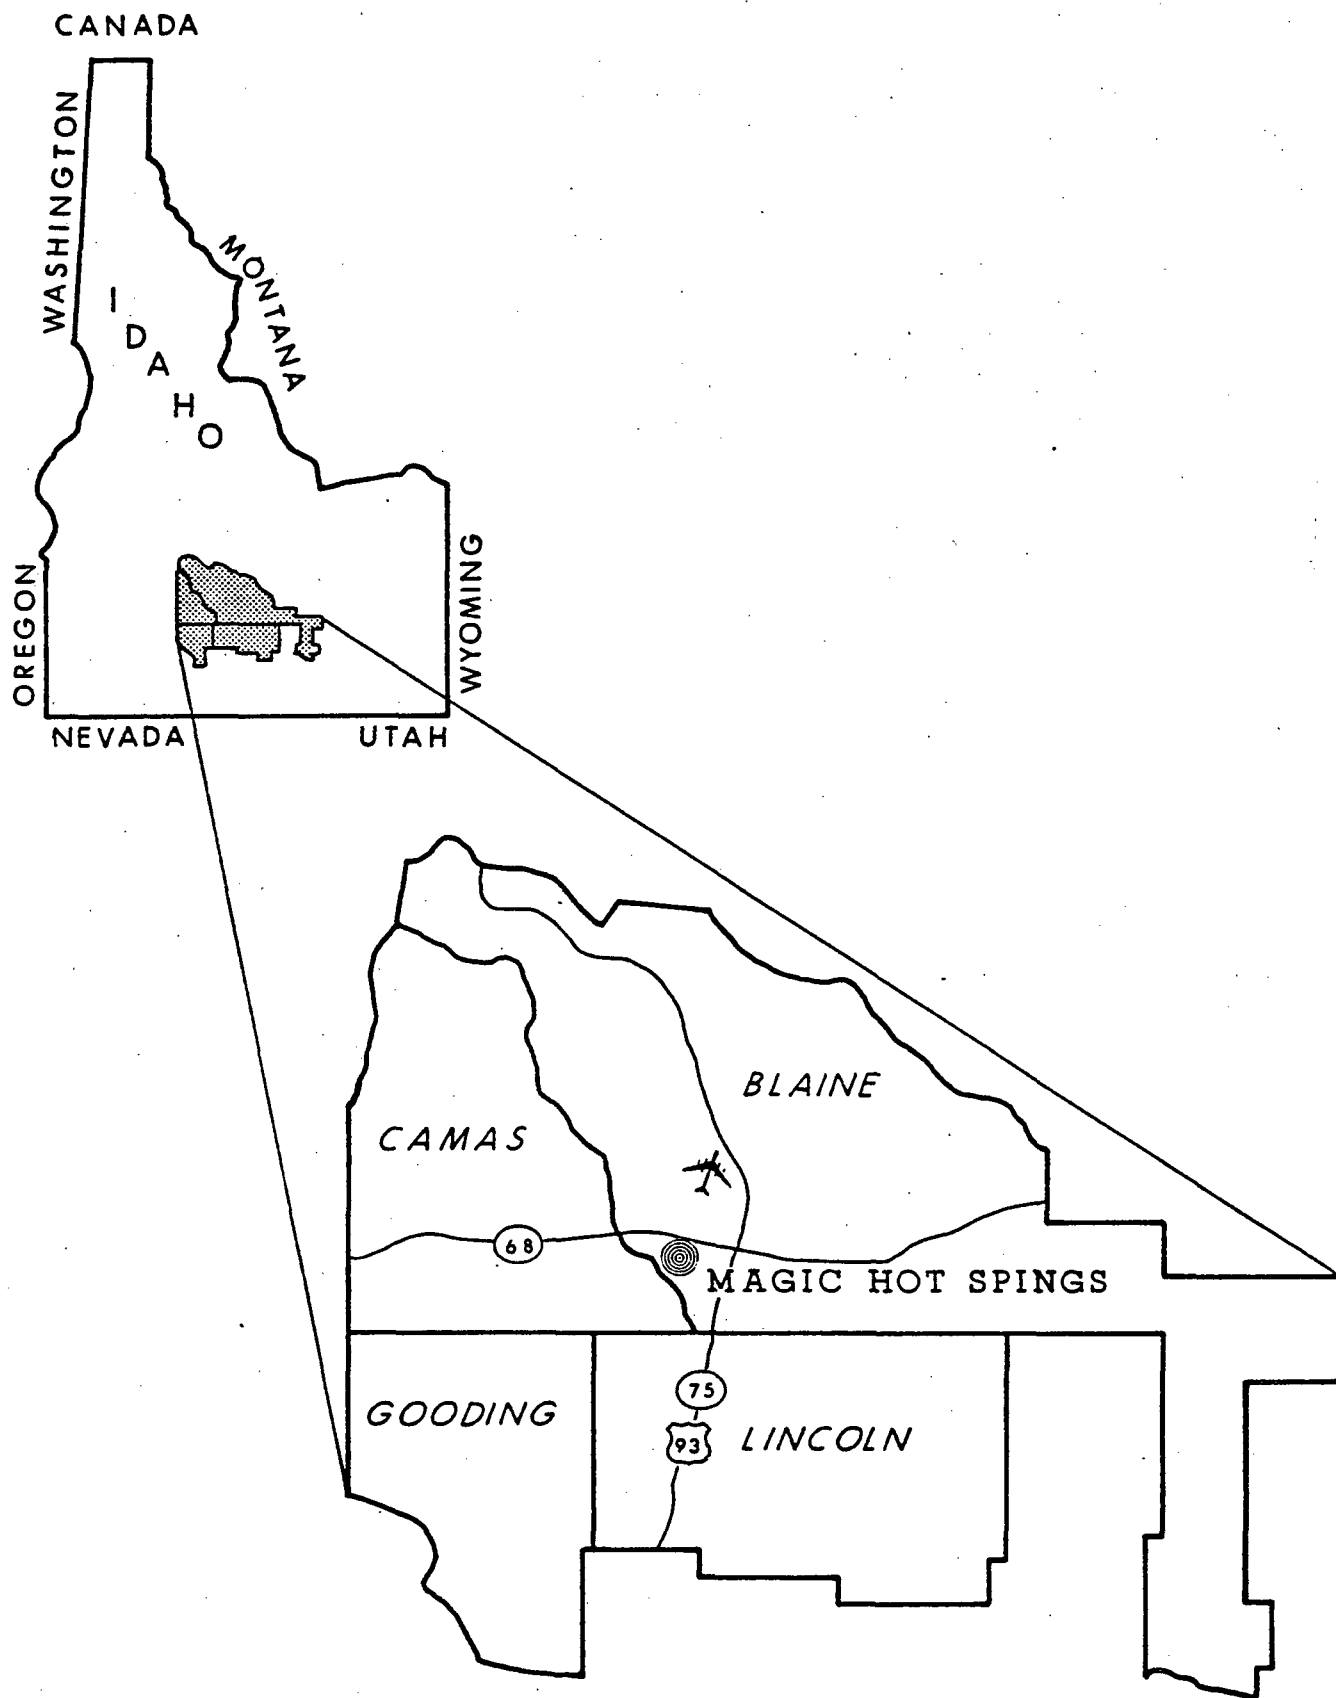 CANADA
WASHINGTON
MONTANA
IDAHO
OREGON
WYOMING
NEVADA
UTAH
BLAINE
CAMAS
68
MAGIC HOT SPINGS
75
GOODING
93
LINCOLN